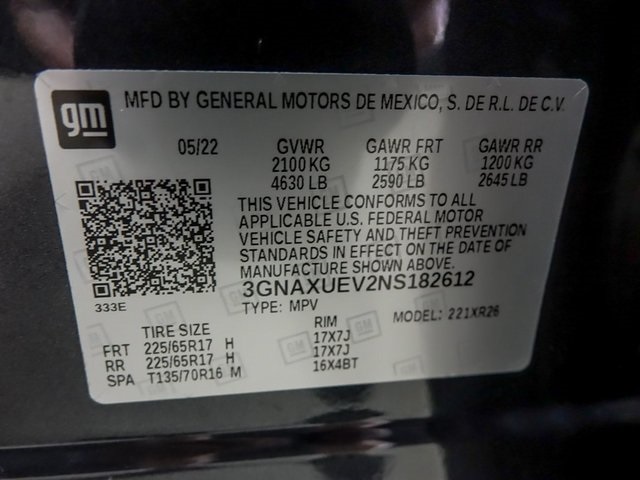 gm
MFD BY GENERAL MOTORS DE MEXICO, S. DE R.L. DE C.V.
05/22 GVWR GAWR FRT GAWR RR
2100 KG 1175 KG 1200 KG
4630 LB 2590 LB 2645 LB
THIS VEHICLE CONFORMS TO ALL
APPLICABLE U.S. FEDERAL MOTOR
VEHICLE SAFETY AND THEFT PREVENTION
STANDARDS IN EFFECT ON THE DATE OF
MANUFACTURE SHOWN ABOVE.
333E
3GNAXUEV2NS182612
TYPE: MPV MODEL: 221XR26
TIRE SIZE RIM
FRT 225/65R17 H 17X7J
RR 225/65R17 H 17X7J
SPA T135/70R16 M 16X4BT